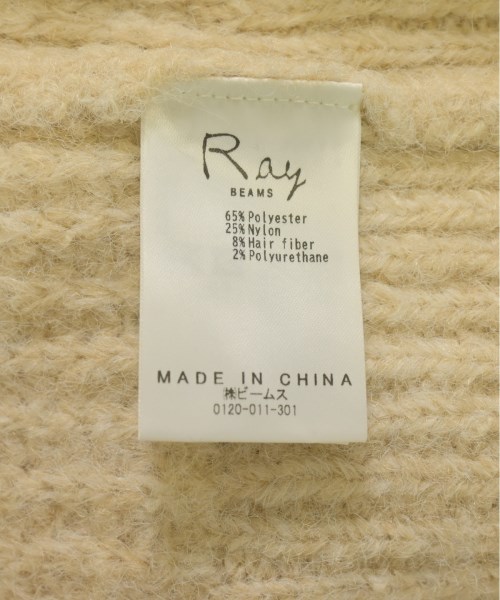 Ray
BEAMS
65% Polyester
25% Nylon
8% Hair fiber
2% Polyurethane
MADE IN CHINA
㈱ビームス
0120-011-301